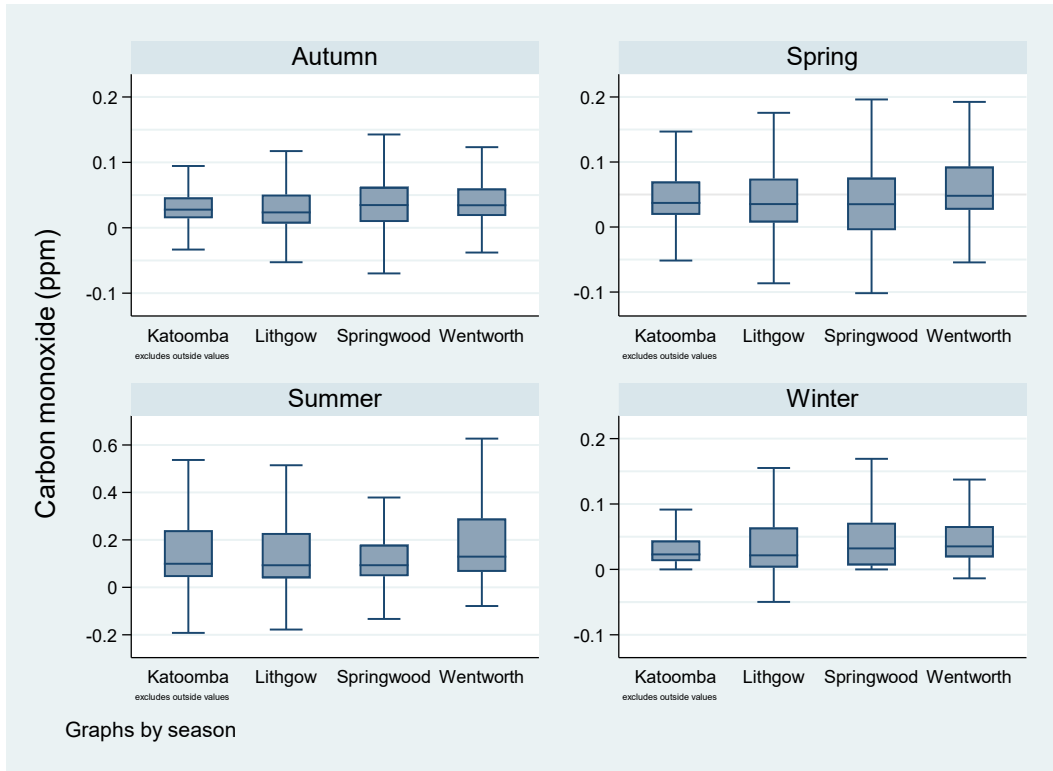 Carbon monoxide (ppm)
Autumn
0.2
0.1
0
-0.1
Katoomba Lithgow Springwood Wentworth
excludes outside values
Spring
0.2
0.1
0
-0.1
Katoomba Lithgow Springwood Wentworth
excludes outside values
Summer
0.6
0.4
0.2
0
-0.2
Katoomba Lithgow Springwood Wentworth
excludes outside values
Winter
0.2
0.1
0
-0.1
Katoomba Lithgow Springwood Wentworth
excludes outside values
Graphs by season